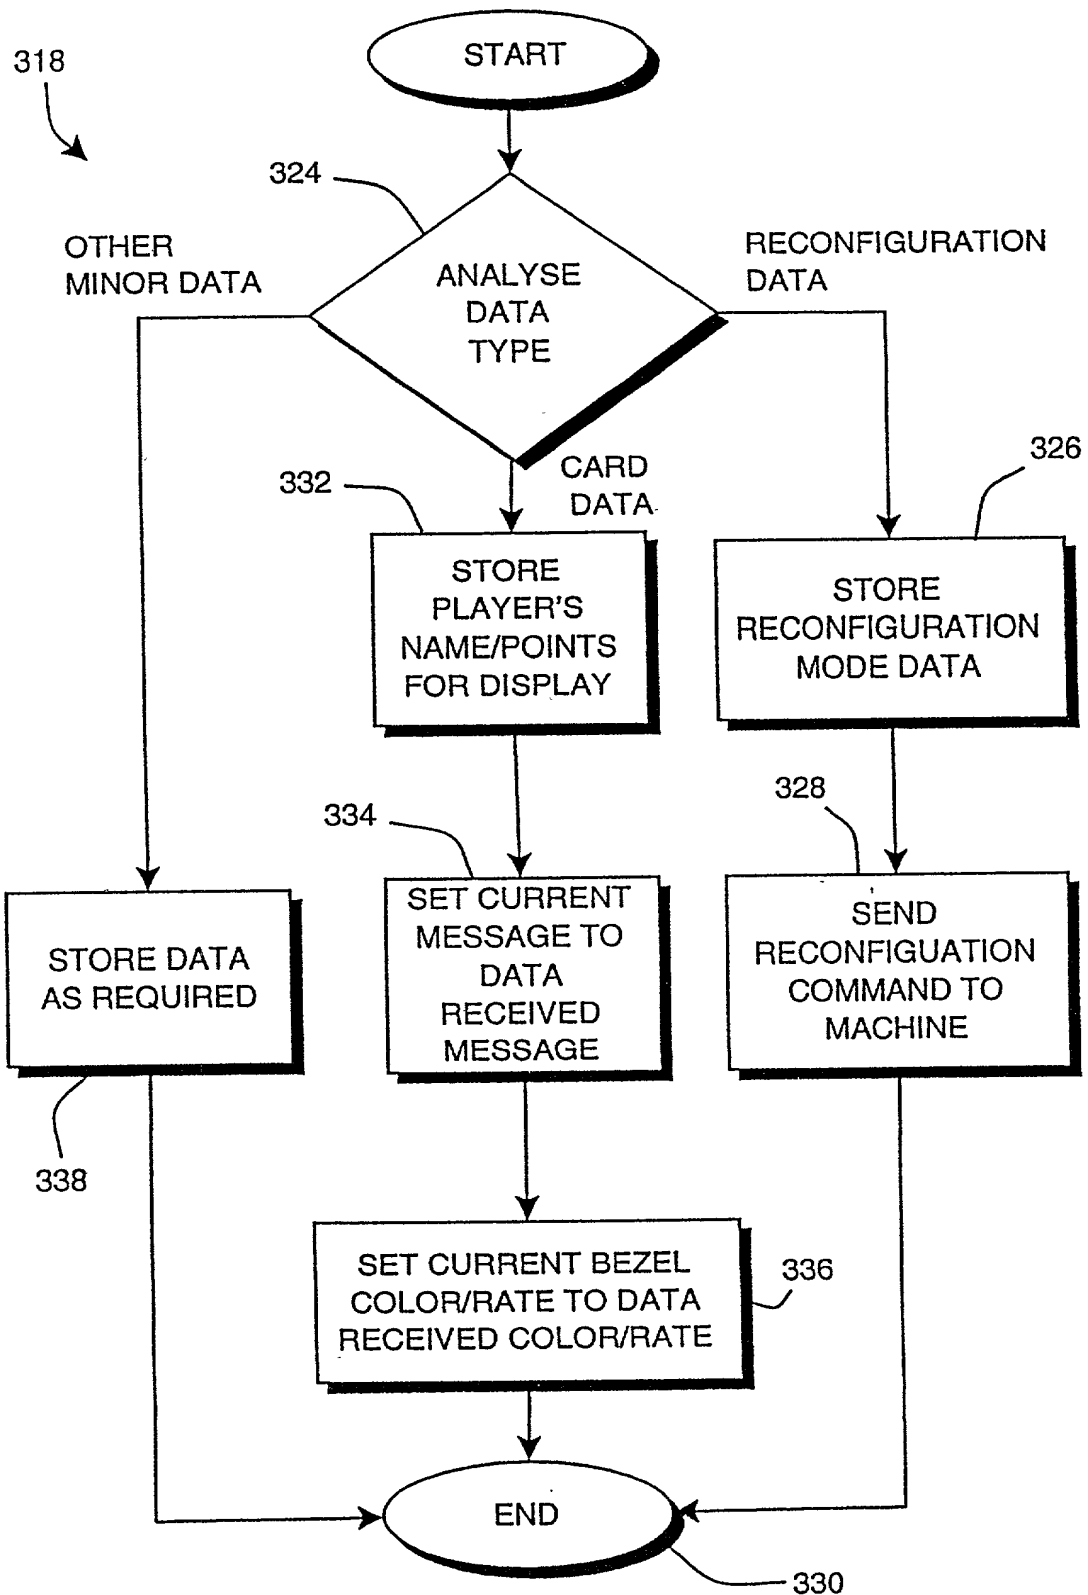 START
318
324
OTHER
MINOR DATA
RECONFIGURATION
DATA
ANALYSE
DATA
TYPE
CARD
DATA
332
326
STORE
PLAYER'S
NAME/POINTS
FOR DISPLAY
STORE
RECONFIGURATION
MODE DATA
334
328
STORE DATA
AS REQUIRED
SET CURRENT
MESSAGE TO
DATA
RECEIVED
MESSAGE
SEND
RECONFIGUATION
COMMAND TO
MACHINE
338
SET CURRENT BEZEL
COLOR/RATE TO DATA
RECEIVED COLOR/RATE
336
END
330